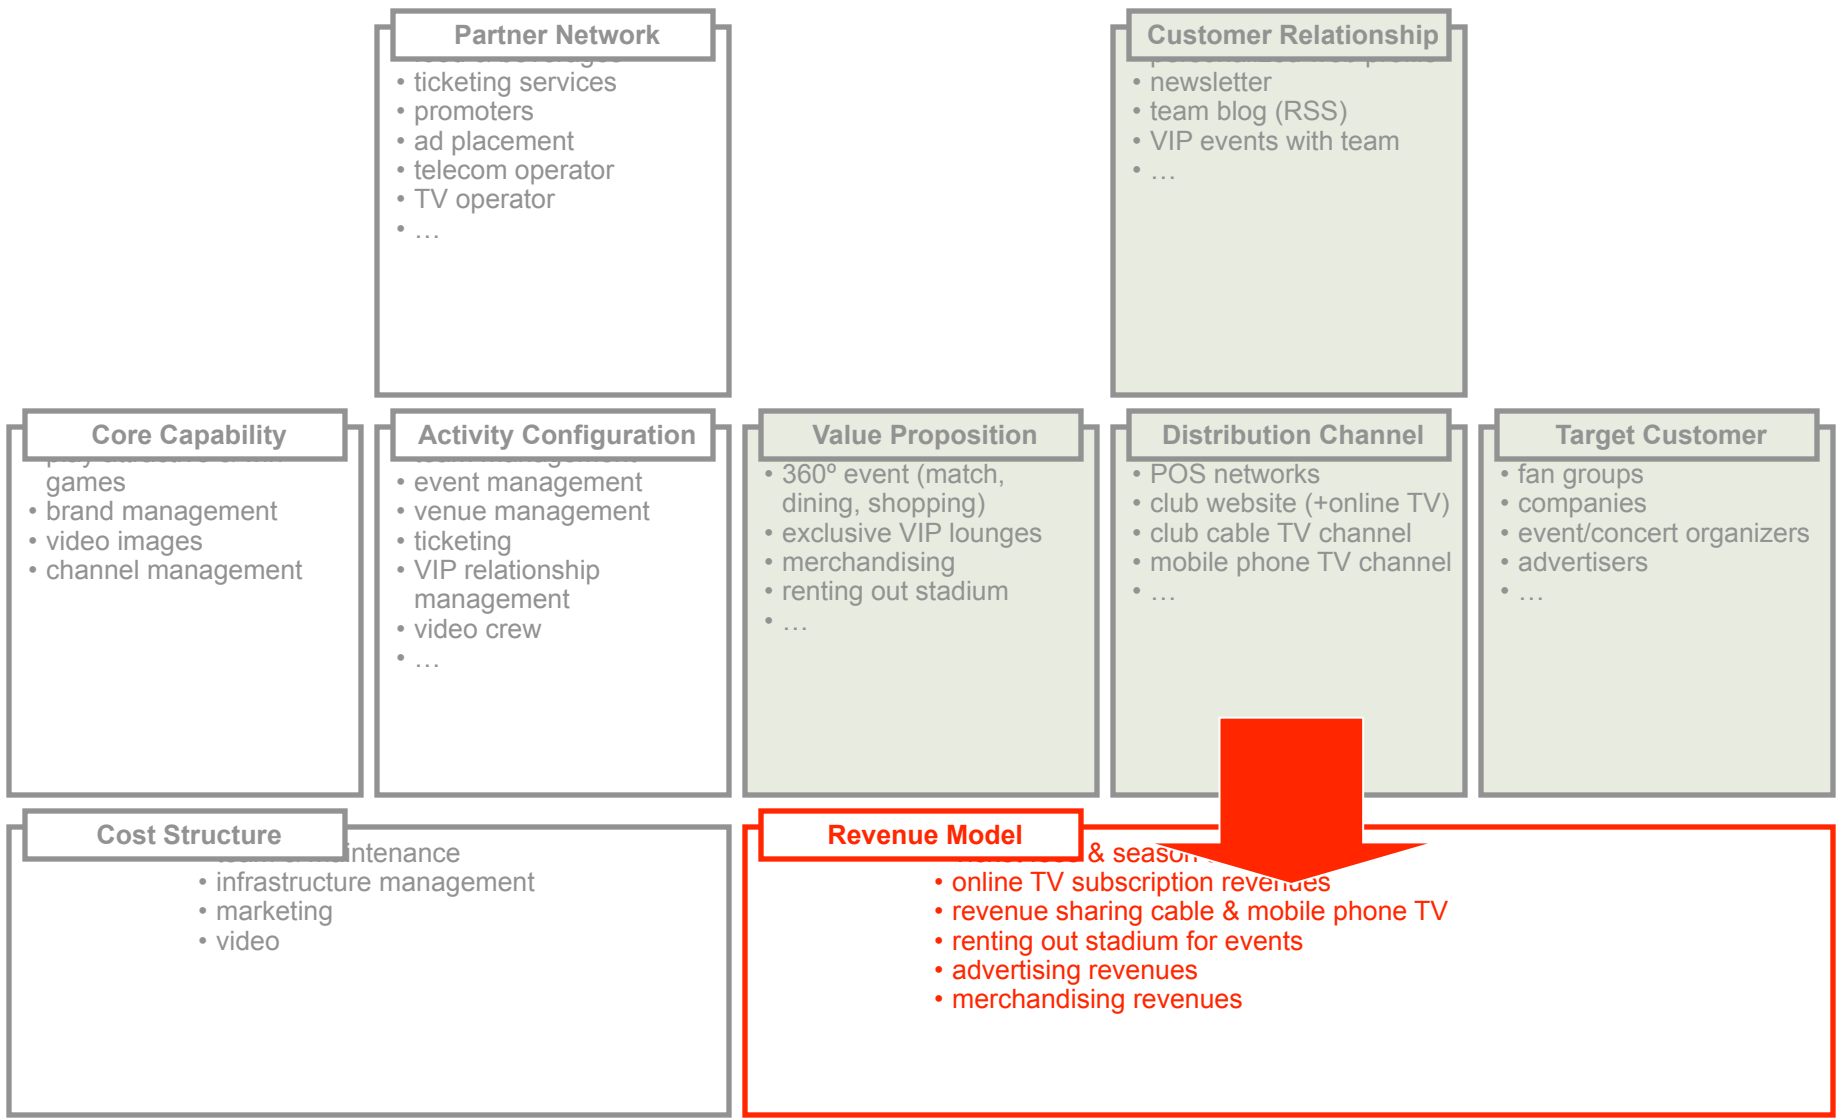 Partner Network
• ticketing services
• promoters
• ad placement
• telecom operator
• TV operator
• …
Customer Relationship
• newsletter
• team blog (RSS)
• VIP events with team
• …
Core Capability
games
• brand management
• video images
• channel management
Activity Configuration
• event management
• venue management
• ticketing
• VIP relationship
management
• video crew
• …
Value Proposition
• 360º event (match,
dining, shopping)
• exclusive VIP lounges
• merchandising
• renting out stadium
• …
Distribution Channel
• POS networks
• club website (+online TV)
• club cable TV channel
• mobile phone TV channel
• …
Target Customer
• fan groups
• companies
• event/concert organizers
• advertisers
• …
Cost Structure
• infrastructure management
• marketing
• video
Revenue Model
& season
• online TV subscription revenues
• revenue sharing cable & mobile phone TV
• renting out stadium for events
• advertising revenues
• merchandising revenues